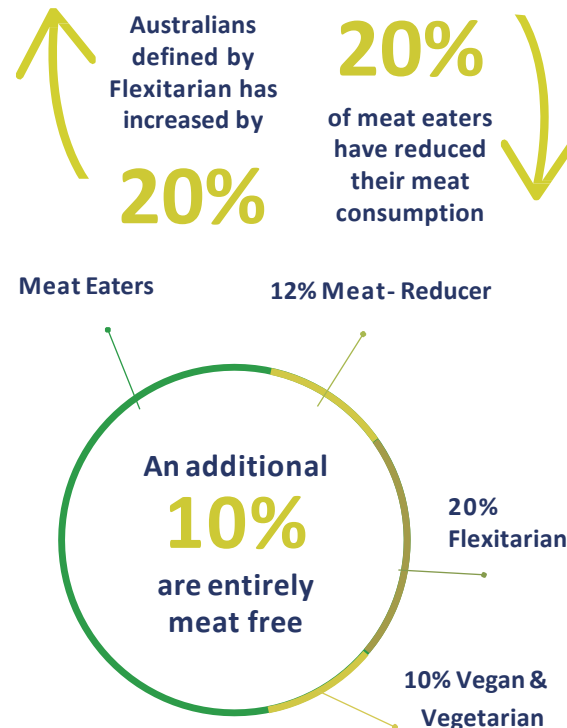 Australians
defined by
Flexitarian has
increased by
20%
20%
of meat eaters
have reduced
their meat
consumption
Meat Eaters
12% Meat- Reducer
An additional
10%
are entirely
meat free
20%
Flexitarian
10% Vegan &
Vegetarian